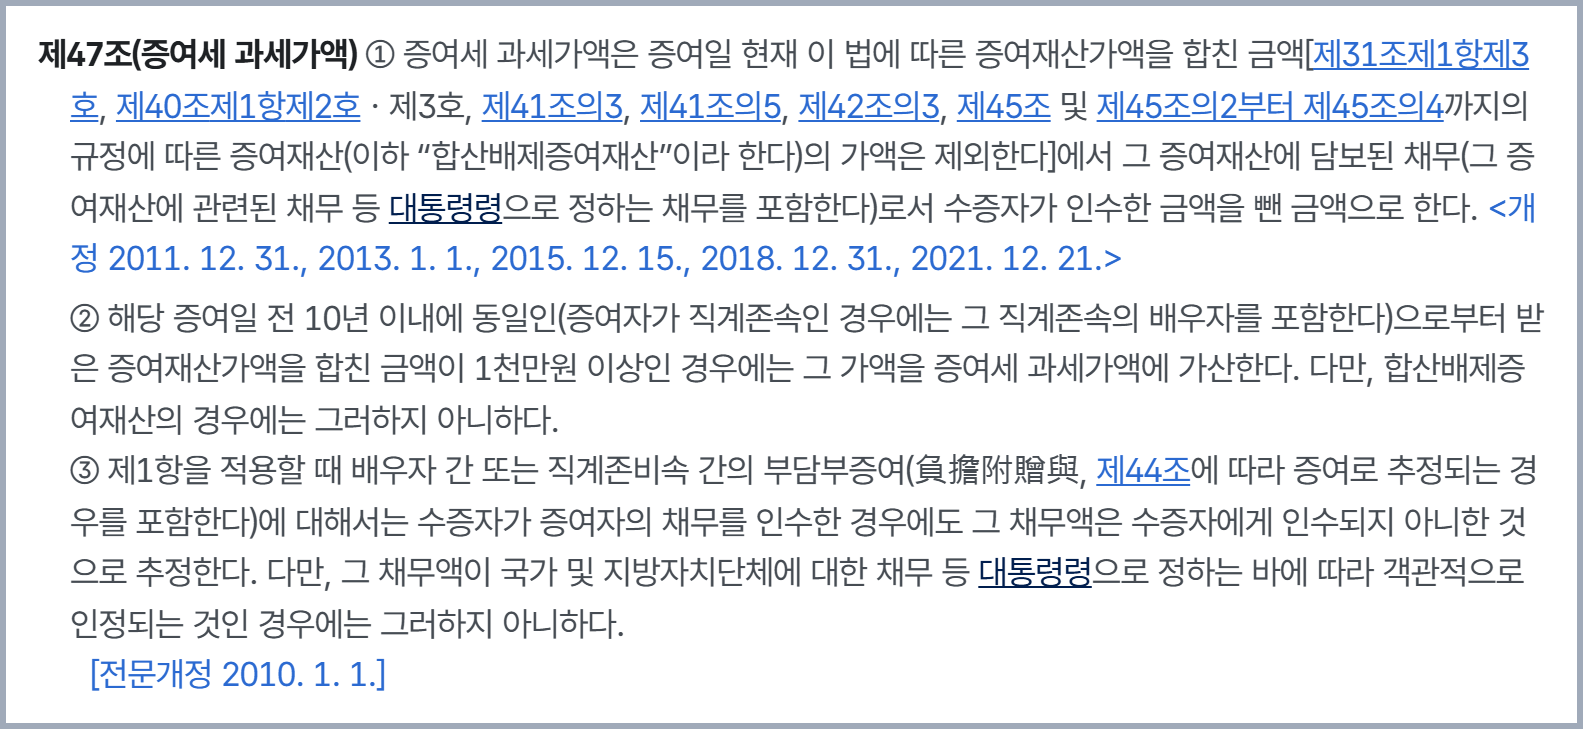 제47조(증여세 과세가액) ① 증여세 과세가액은 증여일 현재 이 법에 따른 증여재산가액을 합친 금액[제31조제1항제3
호, 제40조제1항제2호 · 제3호, 제41조의3, 제41조의5, 제42조의3, 제45조 및 제45조의2부터 제45조의4까지의
규정에 따른 증여재산(이하 “합산배제증여재산”이라 한다)의 가액은 제외한다]에서 그 증여재산에 담보된 채무(그 증
여재산에 관련된 채무 등 대통령령으로 정하는 채무를 포함한다)로서 수증자가 인수한 금액을 뺀 금액으로 한다. <개
정 2011. 12. 31., 2013. 1. 1., 2015. 12. 15., 2018. 12. 31., 2021. 12. 21.>
② 해당 증여일 전 10년 이내에 동일인(증여자가 직계존속인 경우에는 그 직계존속의 배우자를 포함한다)으로부터 받
은 증여재산가액을 합친 금액이 1천만원 이상인 경우에는 그 가액을 증여세 과세가액에 가산한다. 다만, 합산배제증
여재산의 경우에는 그러하지 아니하다.
③ 제1항을 적용할 때 배우자 간 또는 직계존비속 간의 부담부증여(負擔附贈與, 제44조에 따라 증여로 추정되는 경
우를 포함한다)에 대해서는 수증자가 증여자의 채무를 인수한 경우에도 그 채무액은 수증자에게 인수되지 아니한 것
으로 추정한다. 다만, 그 채무액이 국가 및 지방자치단체에 대한 채무 등 대통령령으로 정하는 바에 따라 객관적으로
인정되는 것인 경우에는 그러하지 아니하다.
[전문개정 2010. 1. 1.]